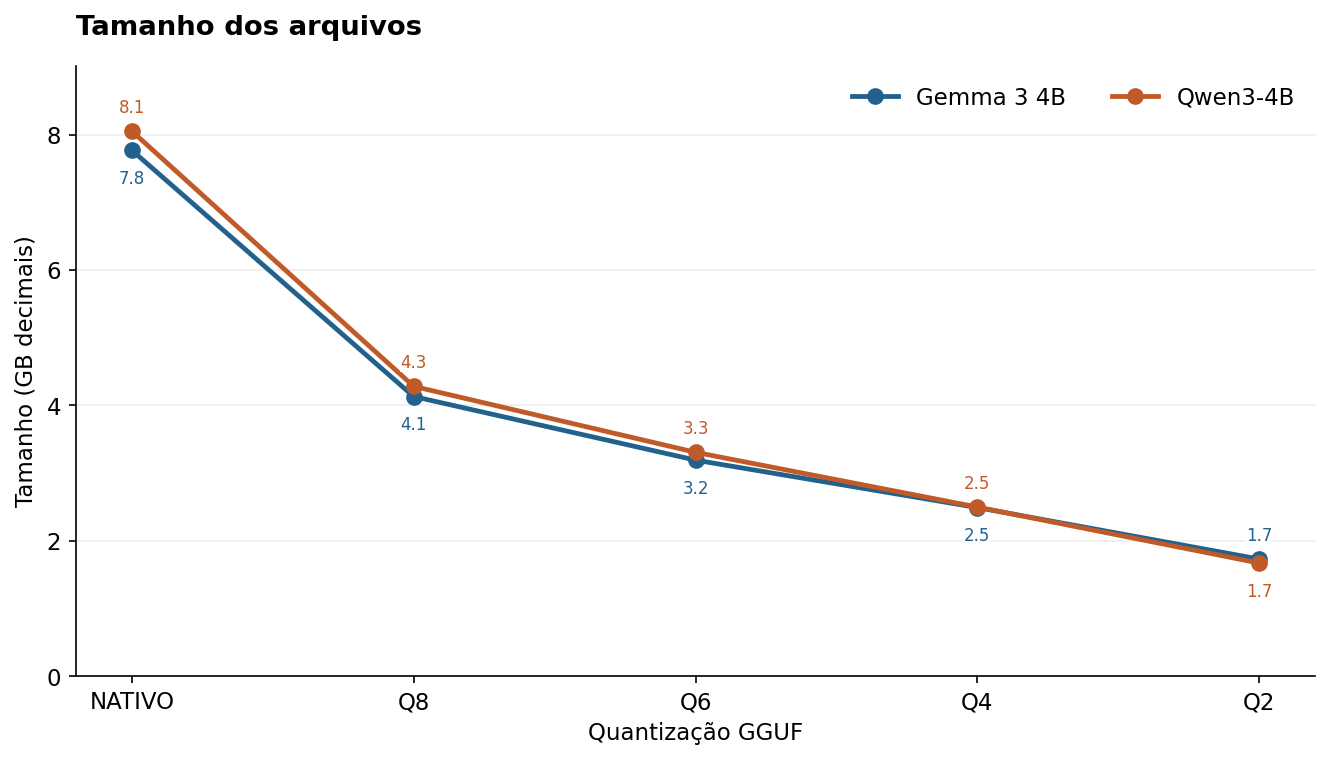 Tamanho dos arquivos
Gemma 3 4B
Qwen3-4B
Tamanho (GB decimais)
8
6
4
2
0
8.1
7.8
4.3
4.1
3.3
3.2
2.5
2.5
1.7
1.7
NATIVO
Q8
Q6
Q4
Q2
Quantização GGUF